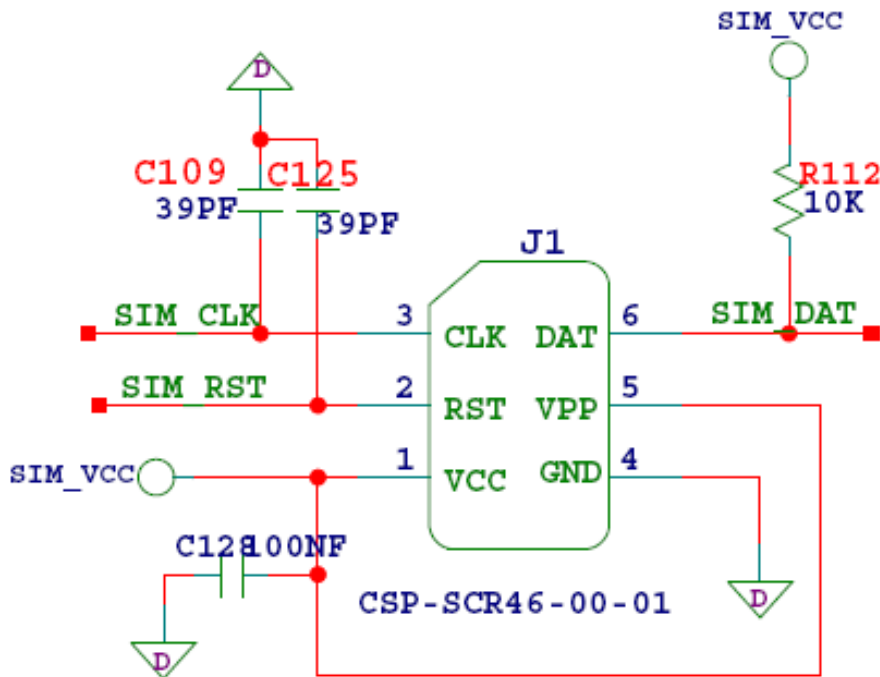 SIM_VCC
D
C109 C125
R112
39PF
39PF
10K
J1
SIM_CLK
3
CLK
DAT
6
SIM_DAT
SIM_RST
2
RST
VPP
5
SIM_VCC
1
VCC
GND
4
C128 100NF
CSP-SCR46-00-01
D
D